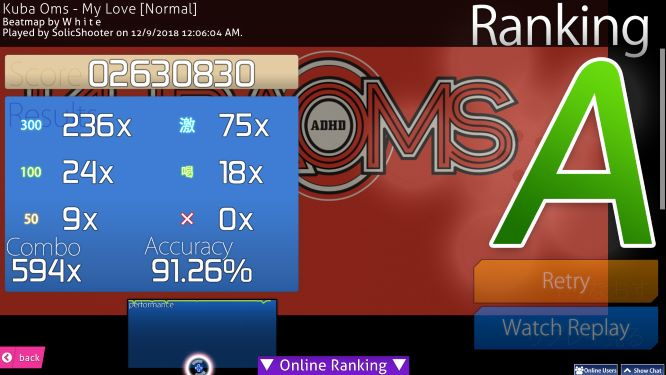 Kuba Oms - My Love [Normal]
Beatmap by W h i t e
Played by SolicShooter on 12/9/2018 12:06:04 AM.
Ranking
Score
02630830
Results
300 236x 激 75x
100 24x 喝 18x
50 9x 0x
Combo Accuracy
594x 91.26%
OMS
ADHD
A
Retry
Watch Replay
performance
back
▼ Online Ranking ▼
Online Users
Show Chat